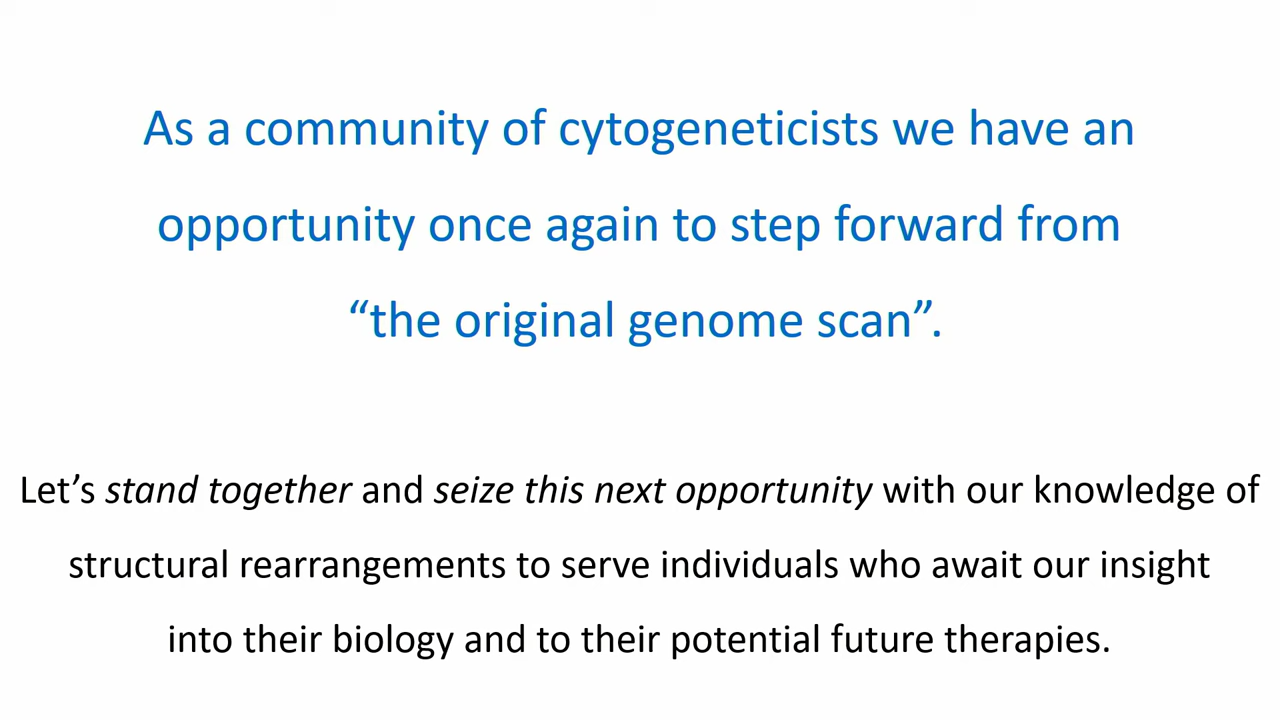 As a community of cytogeneticists we have an
opportunity once again to step forward from
“the original genome scan”.
Let’s stand together and seize this next opportunity with our knowledge of
structural rearrangements to serve individuals who await our insight
into their biology and to their potential future therapies.